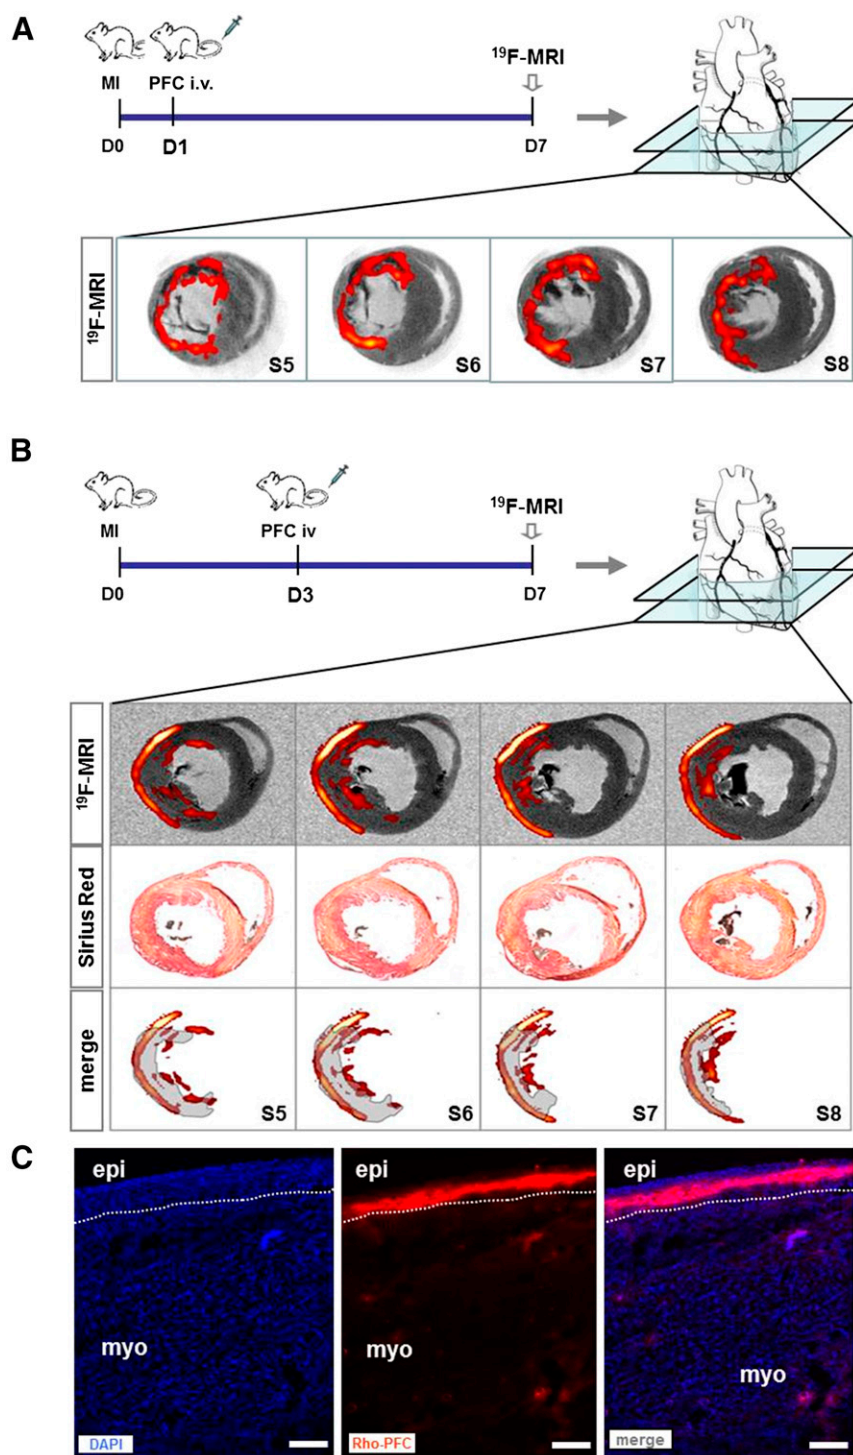 A
MI PFC i.v.
¹⁹F-MRI
D0 D1 D7
¹⁹F-MRI
S5 S6 S7 S8
B
MI PFC iv
¹⁹F-MRI
D0 D3 D7
¹⁹F-MRI
Sirius Red
merge
S5 S6 S7 S8
C
epi epi epi
myo myo myo
DAPI Rho-PFC merge